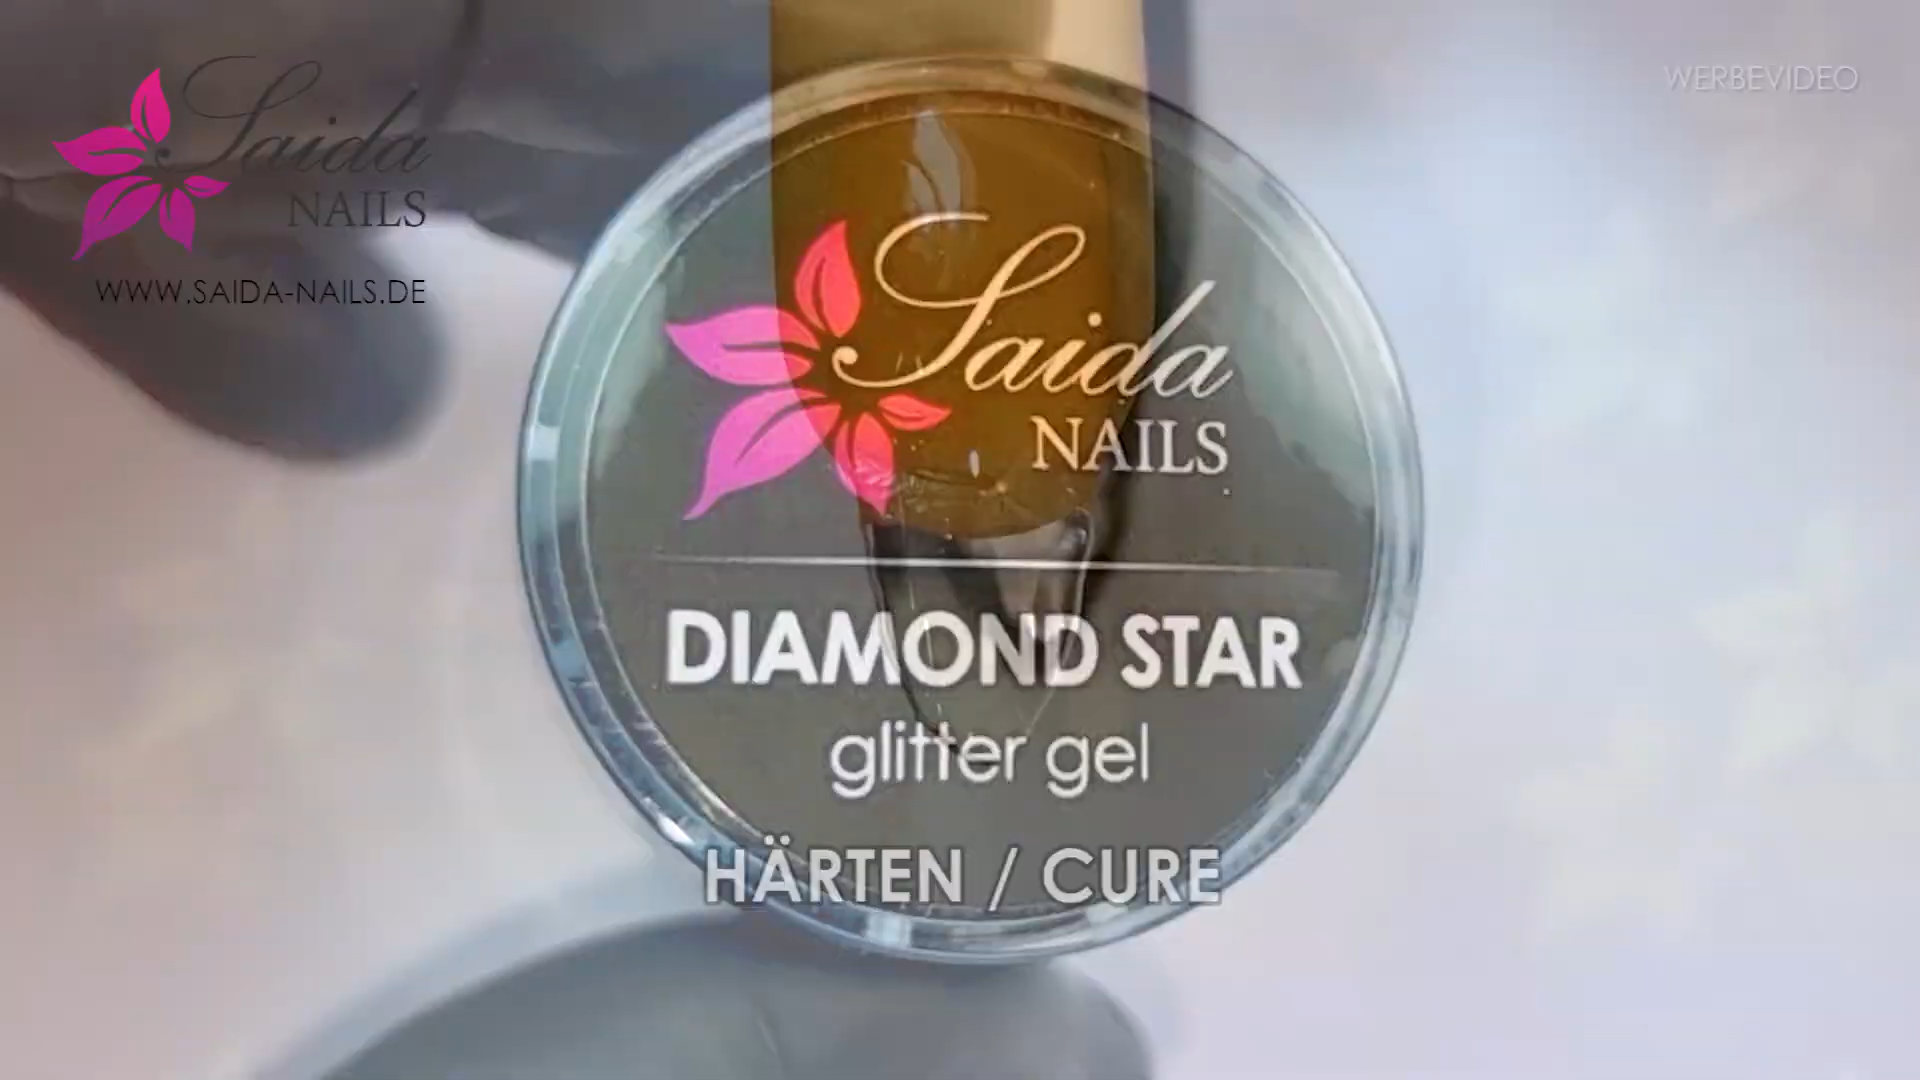 Saida
NAILS
WWW.SAIDA-NAILS.DE
WERBEVIDEO
Saida
NAILS
DIAMOND STAR
glitter gel
HÄRTEN / CURE